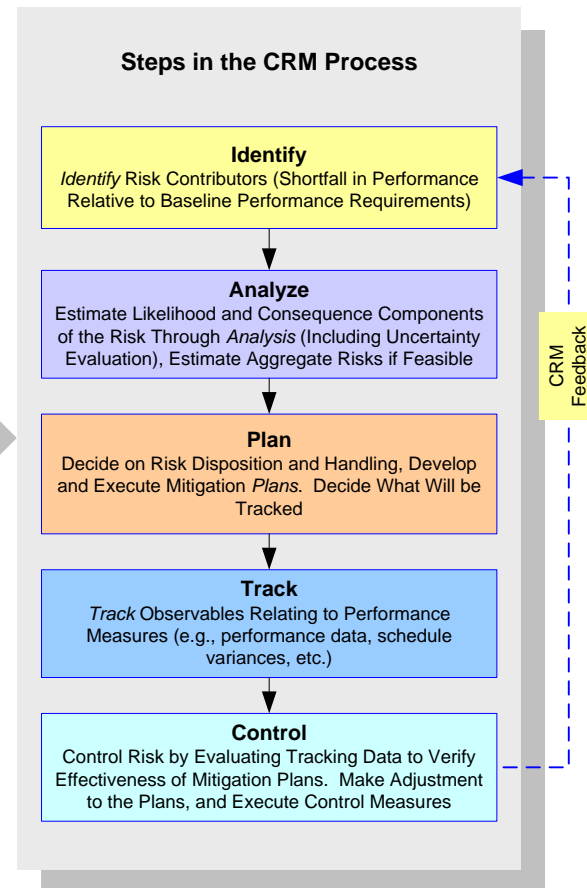 Steps in the CRM Process
Identify
Identify Risk Contributors (Shortfall in Performance
Relative to Baseline Performance Requirements)
Analyze
Estimate Likelihood and Consequence Components
of the Risk Through Analysis (Including Uncertainty
Evaluation), Estimate Aggregate Risks if Feasible
Plan
Decide on Risk Disposition and Handling, Develop
and Execute Mitigation Plans.  Decide What Will be
Tracked
Track
Track Observables Relating to Performance
Measures (e.g., performance data, schedule
variances, etc.)
Control
Control Risk by Evaluating Tracking Data to Verify
Effectiveness of Mitigation Plans.  Make Adjustment
to the Plans, and Execute Control Measures
CRM
Feedback